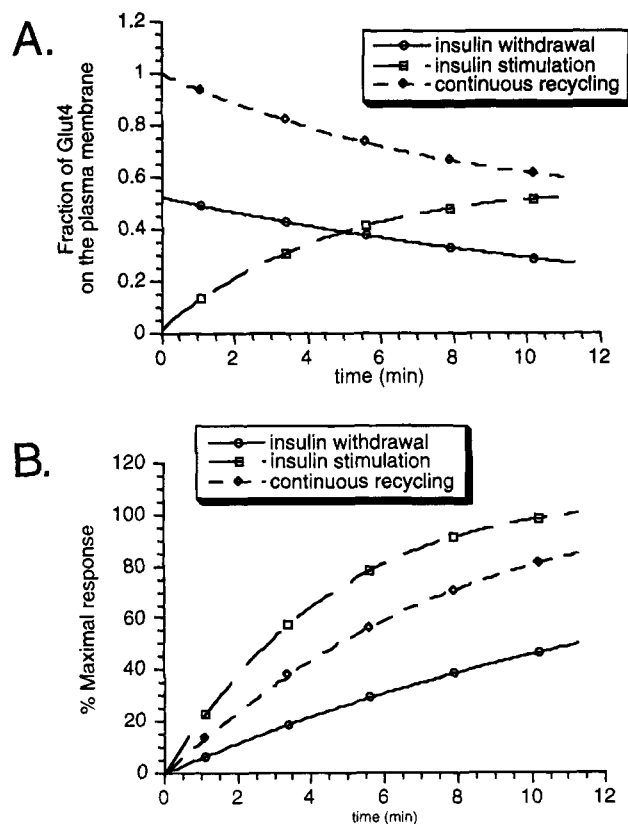 A.
insulin withdrawal
insulin stimulation
continuous recycling
Fraction of Glut4
on the plasma membrane
1.2
1
0.8
0.6
0.4
0.2
0
0 2 4 6 8 10 12
time (min)
B.
insulin withdrawal
insulin stimulation
continuous recycling
% Maximal response
120
100
80
60
40
20
0
0 2 4 6 8 10 12
time (min)